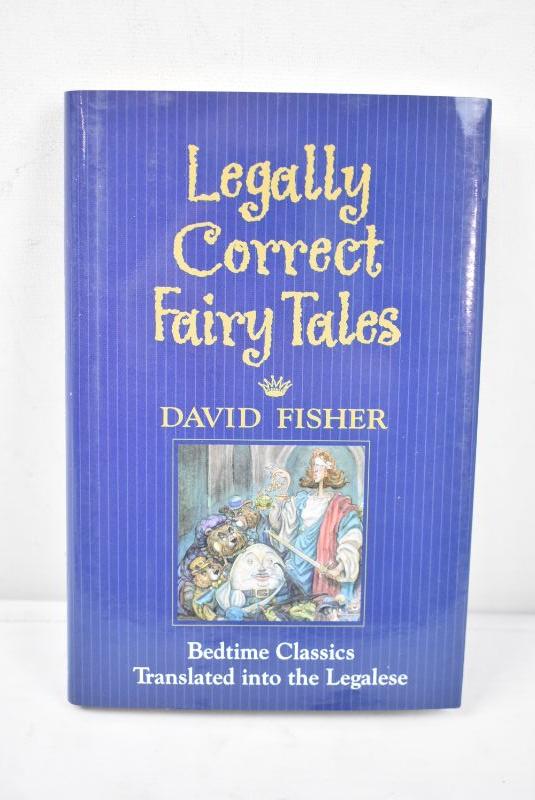 Legally
Correct
Fairy Tales
DAVID FISHER
Bedtime Classics
Translated into the Legalese